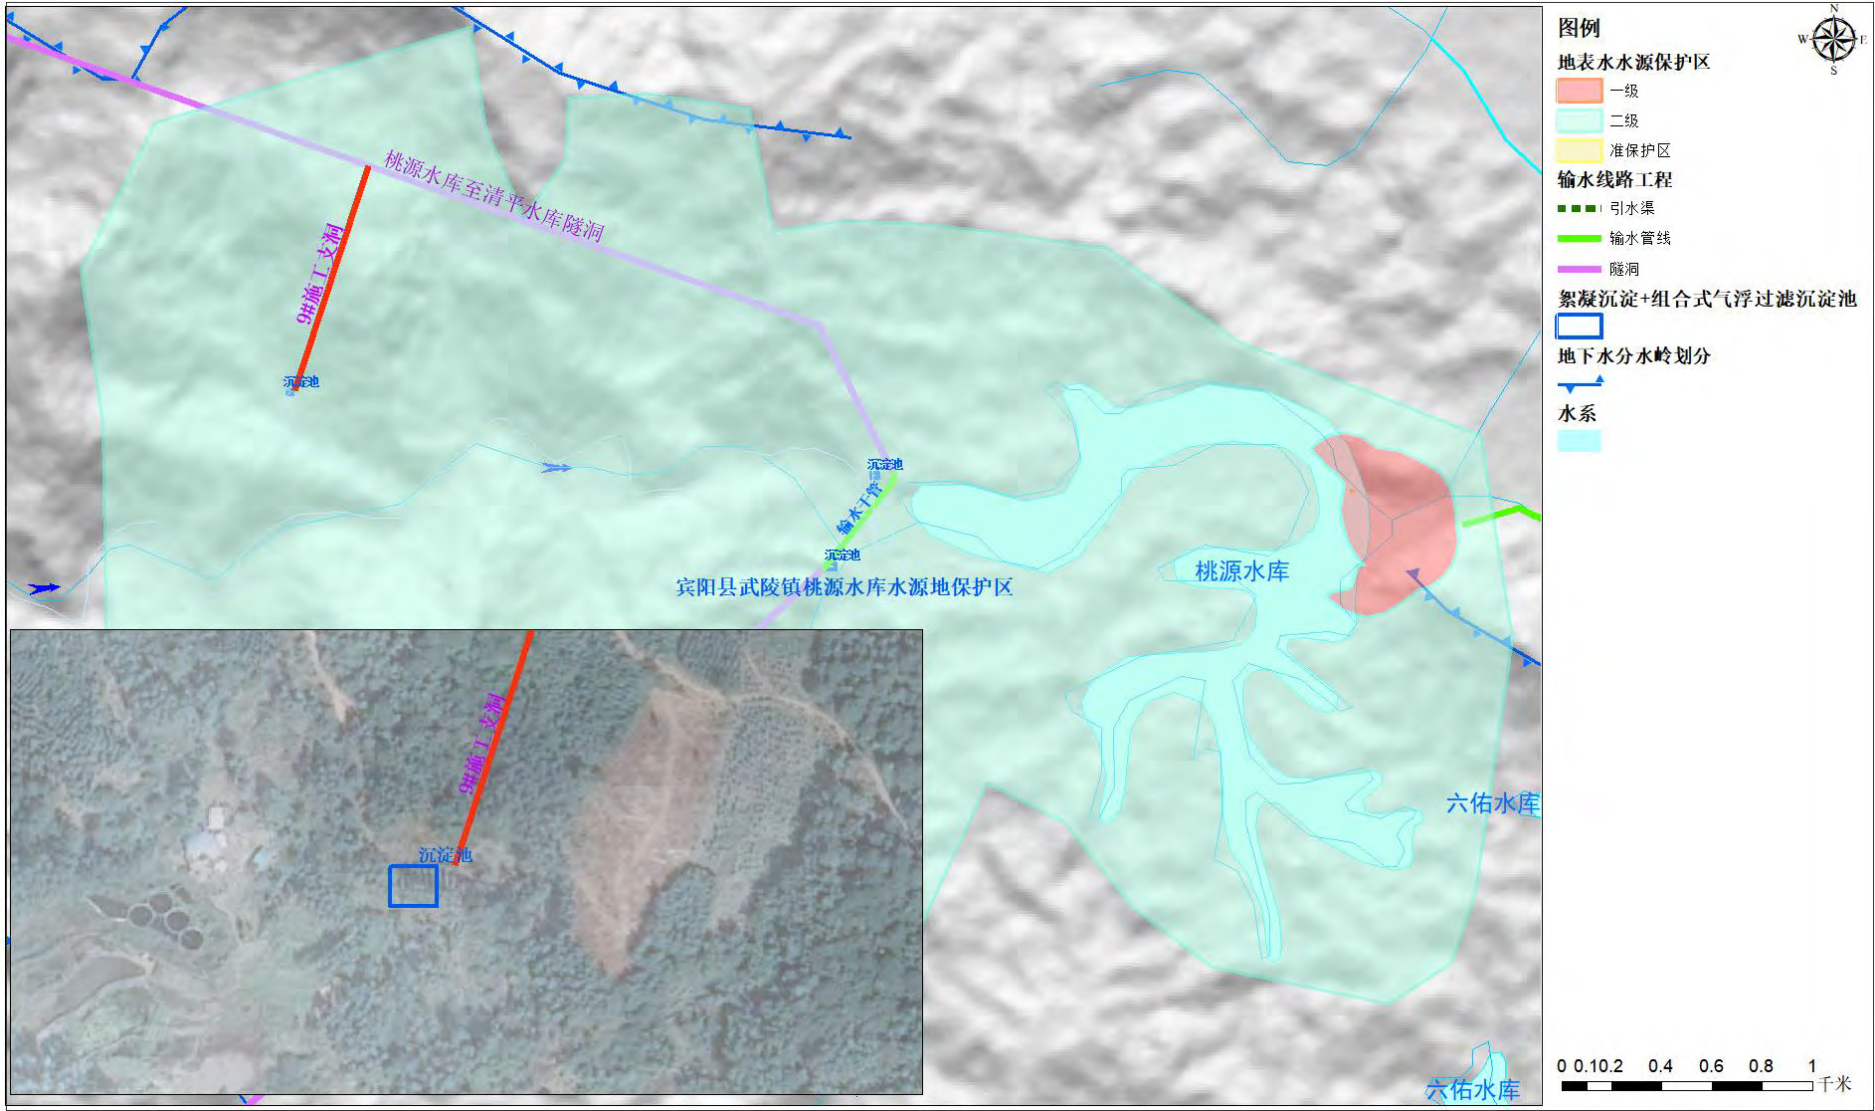 图例
N
W
E
S
地表水水源保护区
一级
二级
准保护区
输水线路工程
引水渠
输水管线
隧洞
絮凝沉淀+组合式气浮过滤沉淀池
地下水分水岭划分
水系
桃源水库至清平水库隧洞
9#施工支洞
沉淀池
沉淀池
输水干管
沉淀池
宾阳县武陵镇桃源水库水源地保护区
桃源水库
9#施工支洞
沉淀池
六佑水库
六佑水库
0 0.10.2 0.4 0.6 0.8 1
千米